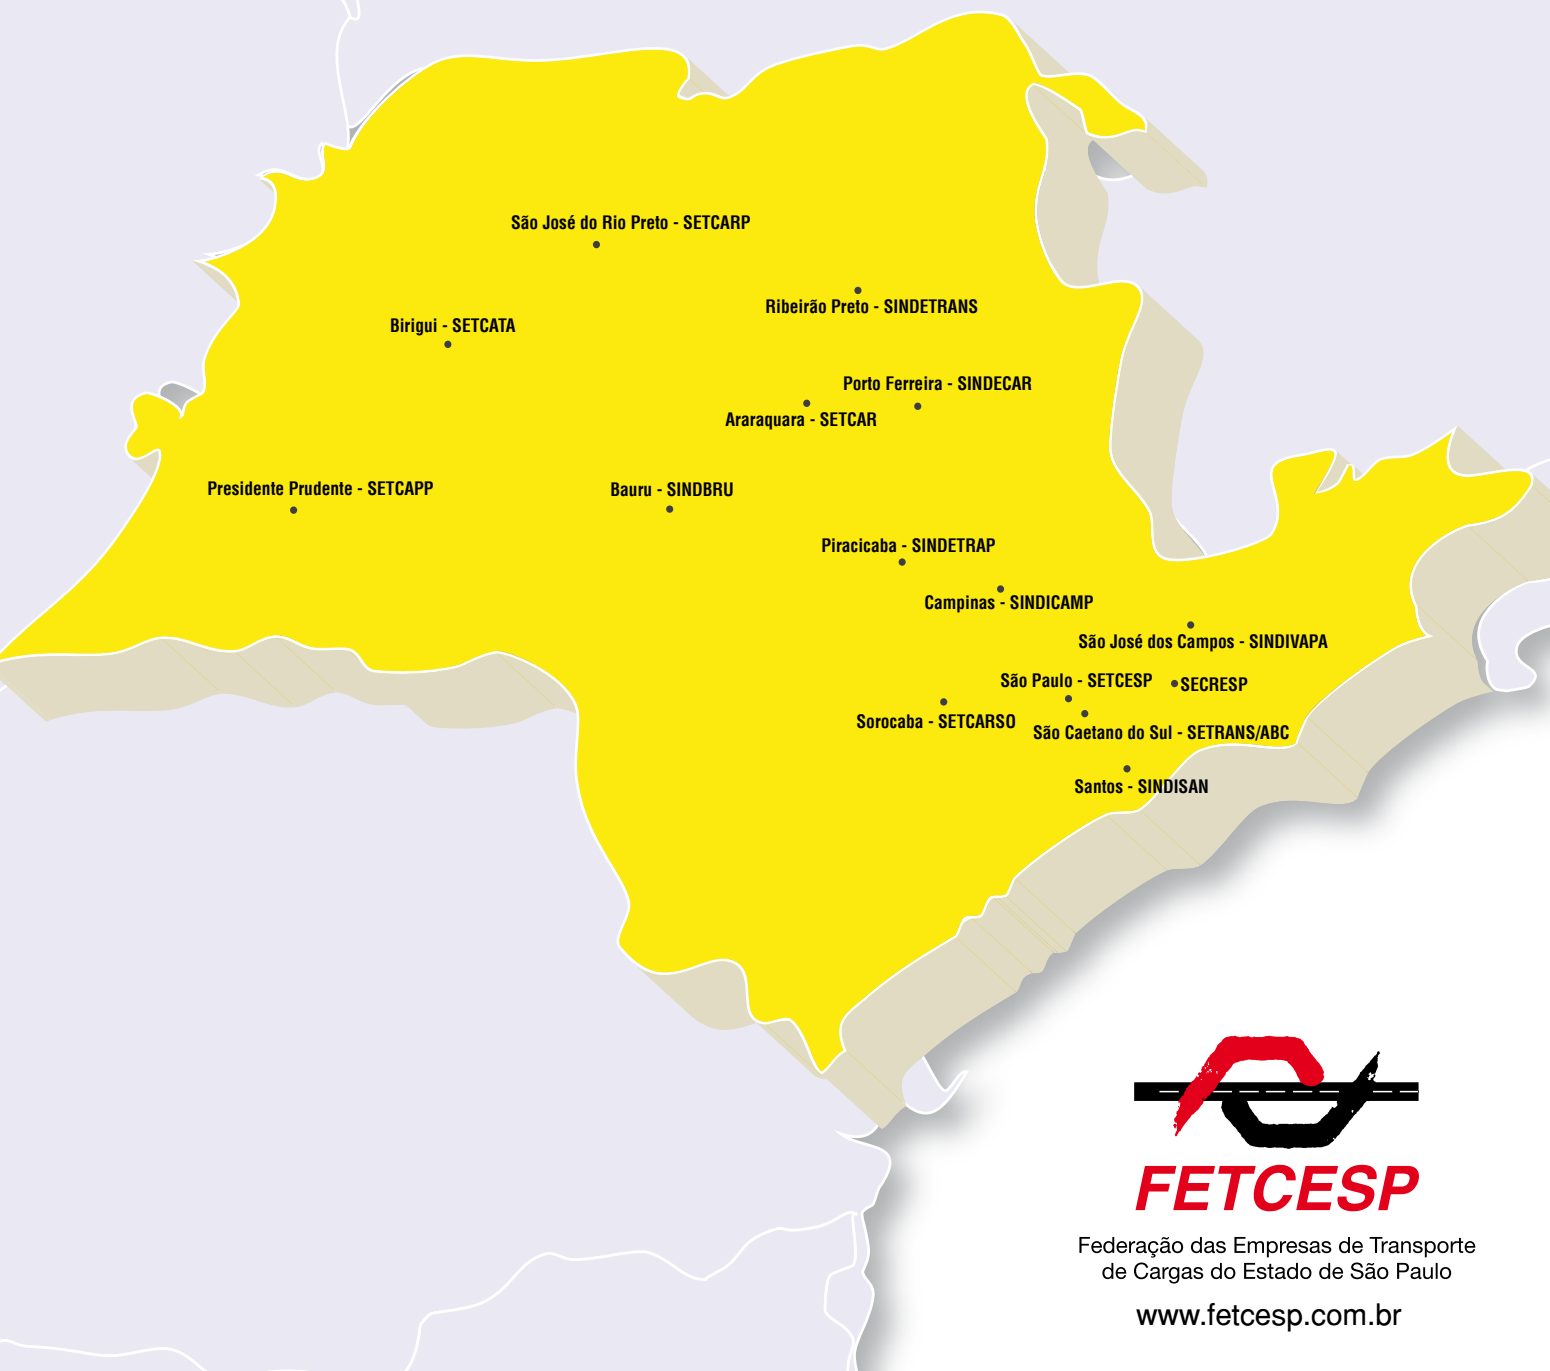 São José do Rio Preto - SETCARP
Ribeirão Preto - SINDETRANS
Birigui - SETCATA
Porto Ferreira - SINDECAR
Araraquara - SETCAR
Presidente Prudente - SETCAPP
Bauru - SINDBRU
Piracicaba - SINDETRAP
Campinas - SINDICAMP
São José dos Campos - SINDIVAPA
São Paulo - SETCESP
SECRESP
Sorocaba - SETCARSO
São Caetano do Sul - SETRANS/ABC
Santos - SINDISAN
FETCESP
Federação das Empresas de Transporte
de Cargas do Estado de São Paulo
www.fetcesp.com.br